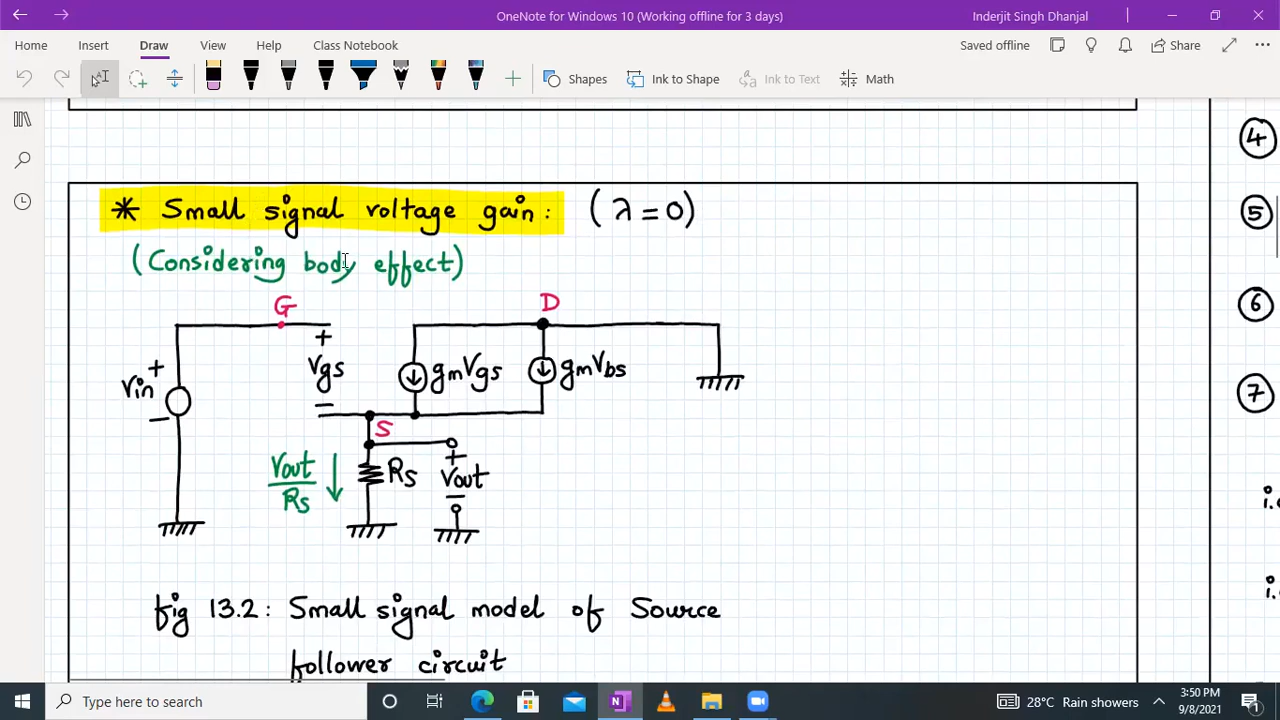 OneNote for Windows 10 (Working offline for 3 days)
Inderjit Singh Dhanjal
Home Insert Draw View Help Class Notebook
Saved offline
Share
Shapes
Ink to Shape
Ink to Text
Math
* Small signal voltage gain: (λ = 0)
(Considering body effect)
G
D
+
Vgs
−
gmVgs
gmVbs
+
Vin
−
S
Vout
Rs
Rs
+
Vout
−
fig 13.2: Small signal model of Source
follower circuit
4
5
6
7
i.
i.
Type here to search
28°C Rain showers
3:50 PM
9/8/2021
1